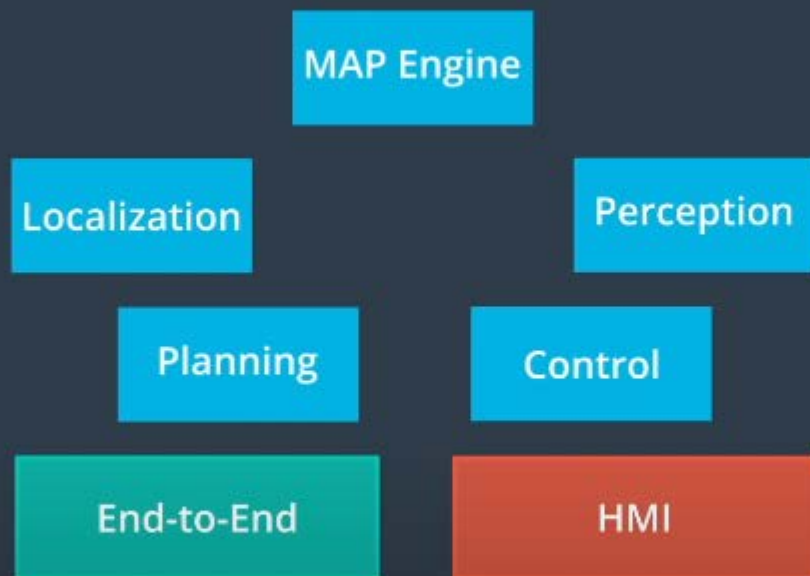 MAP Engine
Localization
Perception
Planning
Control
End-to-End
HMI